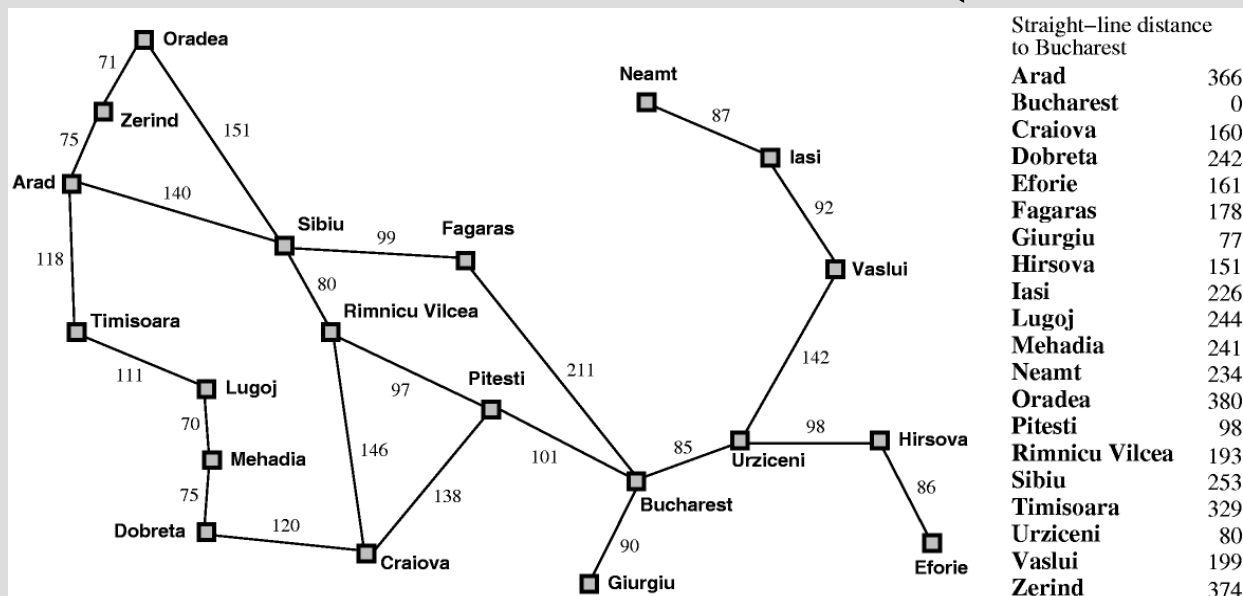 Oradea
71
Neamt
Zerind
87
151
75
Iasi
Arad
140
92
Sibiu
Fagaras
99
118
Vaslui
80
Rimnicu Vilcea
Timisoara
142
111
211
Lugoj
Pitesti
97
70
98
Hirsova
146
101
85
Urziceni
Mehadia
86
138
75
Bucharest
Dobreta
120
90
Craiova
Eforie
Giurgiu
Straight–line distance
to Bucharest
Arad 366
Bucharest 0
Craiova 160
Dobreta 242
Eforie 161
Fagaras 178
Giurgiu 77
Hirsova 151
Iasi 226
Lugoj 244
Mehadia 241
Neamt 234
Oradea 380
Pitesti 98
Rimnicu Vilcea 193
Sibiu 253
Timisoara 329
Urziceni 80
Vaslui 199
Zerind 374